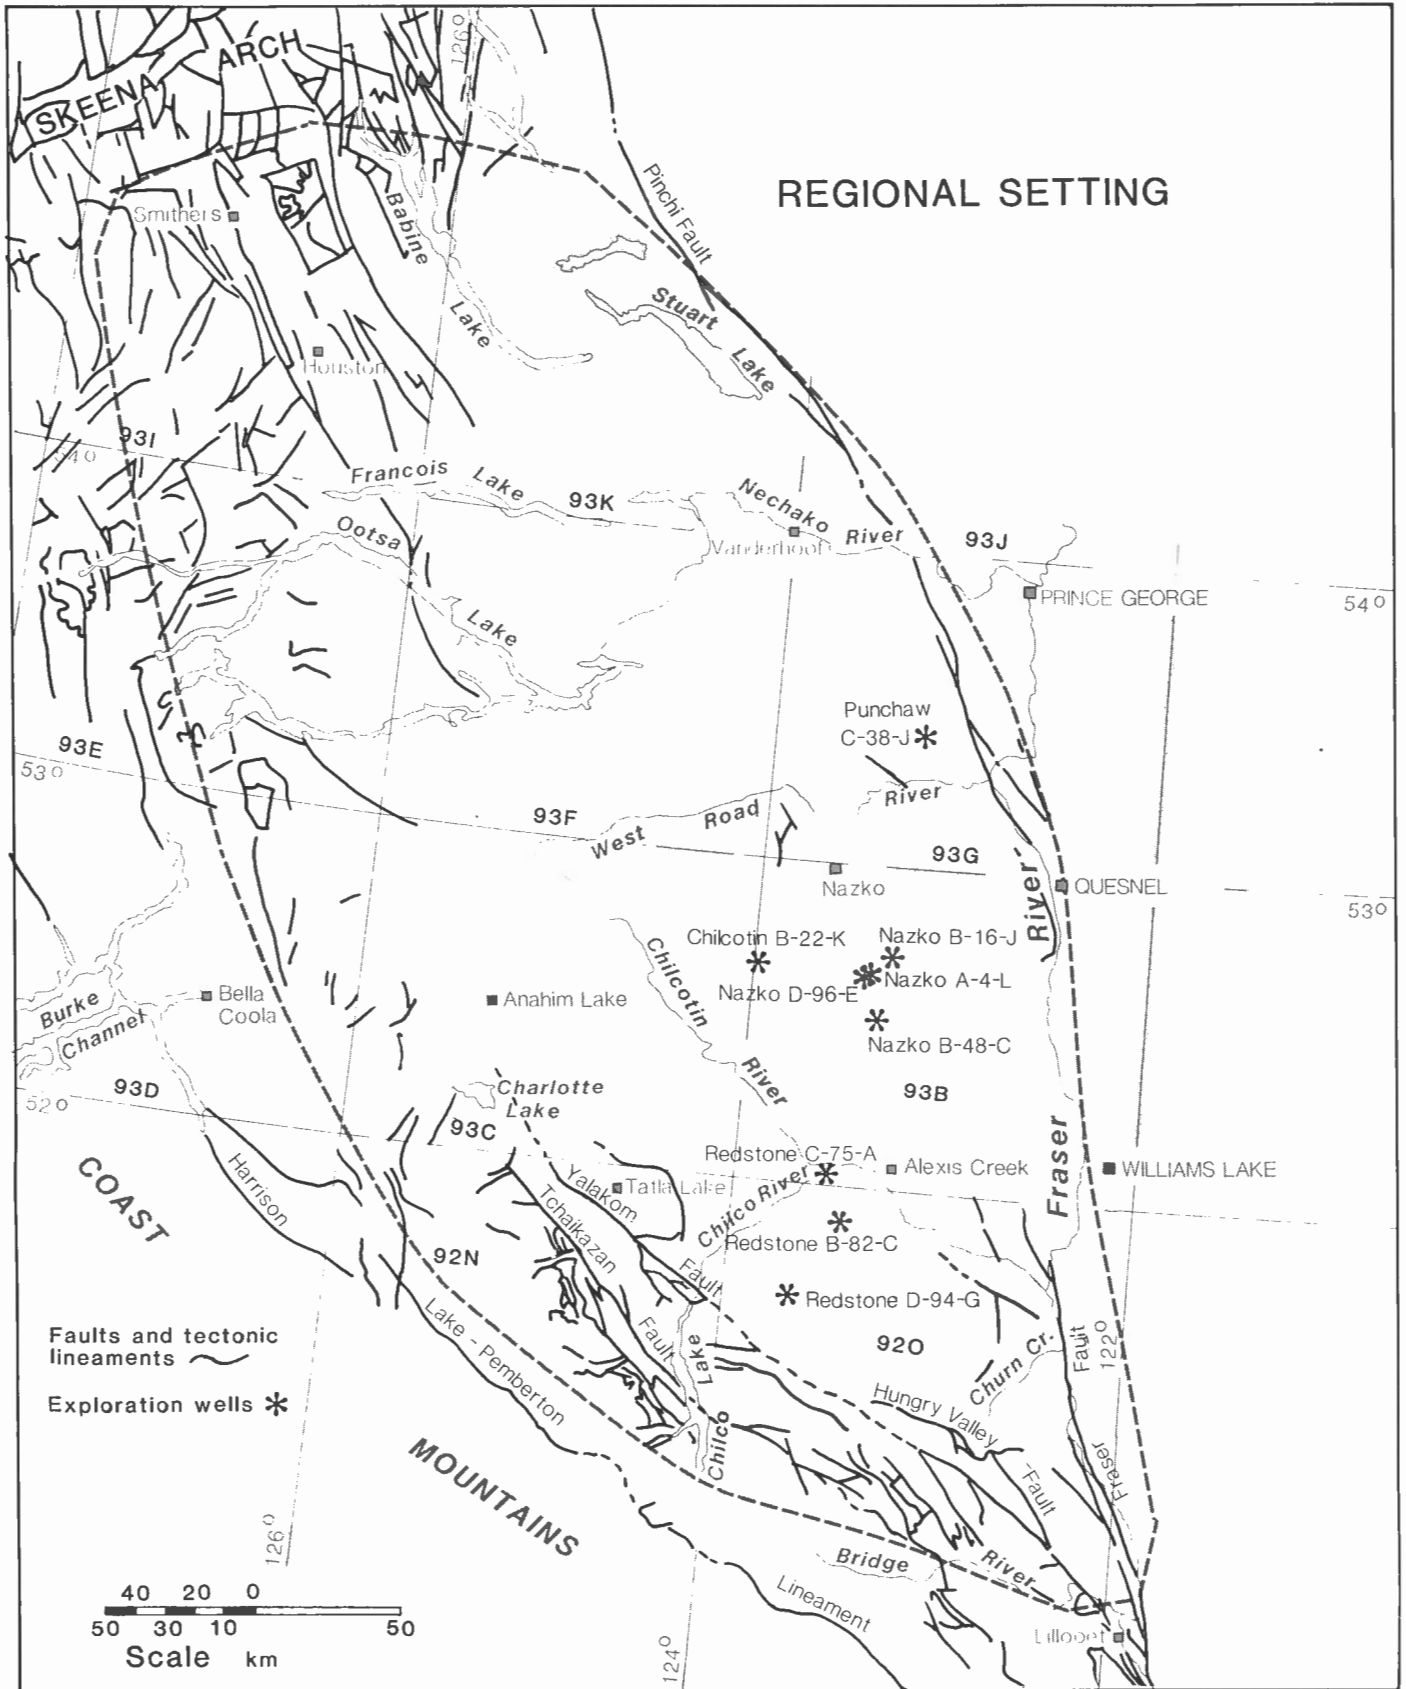 SKEENA ARCH
126°
REGIONAL SETTING
Pinchi Fault
Smithers
Babine
Lake
Stuart
Lake
Houston
93I
54°
Francois Lake
93K
Nechako
River
Ootsa
Lake
Vanderhoof
93J
PRINCE GEORGE
54°
Punchaw
C-38-J
93E
53°
93F
West Road
River
93G
Nazko
River
QUESNEL
53°
Chilcotin B-22-K
Nazko B-16-J
Nazko D-96-E
Nazko A-4-L
Nazko B-48-C
Chilcotin
River
Burke
Channel
Bella
Coola
Anahim Lake
93D
52°
Charlotte
Lake
93C
93B
COAST
Harrison
Yalakom
Tchaikazan
Tatla Lake
Redstone C-75-A
Alexis Creek
Fraser
WILLIAMS LAKE
Chilco River
Redstone B-82-C
92N
Fault
Redstone D-94-G
Faults and tectonic
lineaments
Lake - Pemberton
Fault
Lake
92O
Churn Cr.
Fault
122°
Exploration wells
Hungry Valley
-Fault
Chilco
Fraser
MOUNTAINS
126°
Bridge River
Lineament
40 20 0
50 30 10 50
Scale km
124°
Lillooet